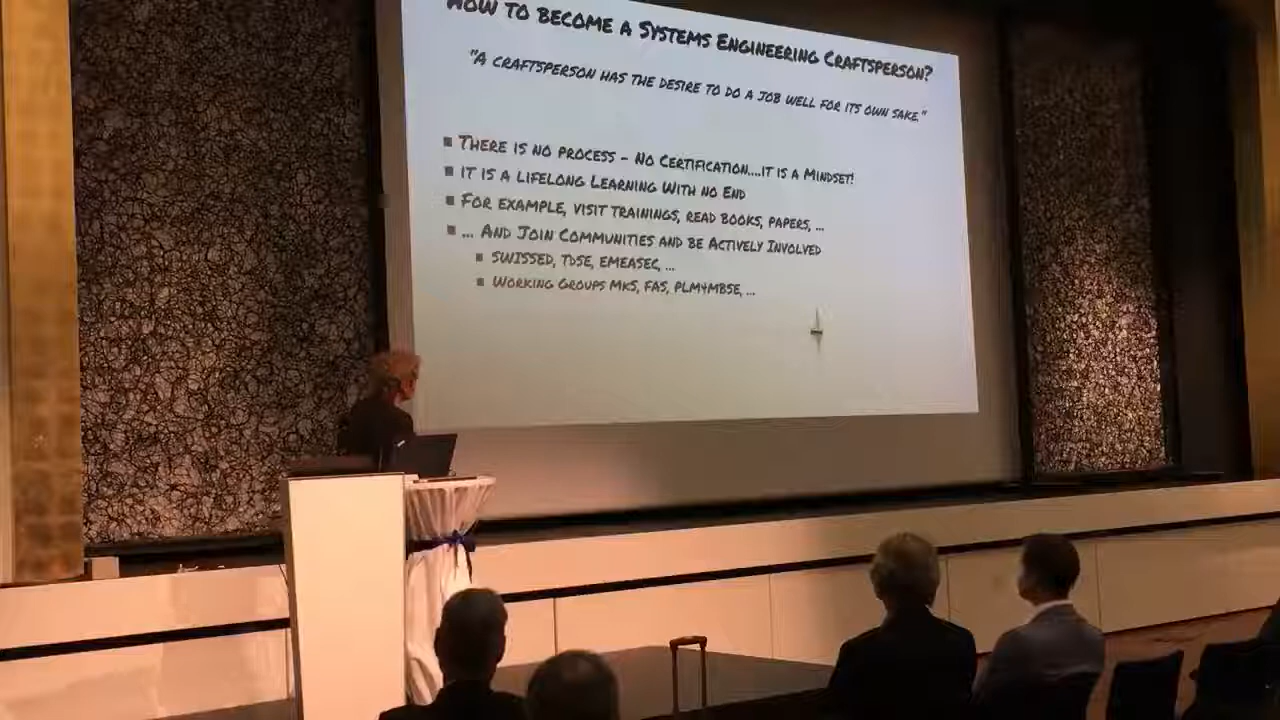 HOW TO BECOME A SYSTEMS ENGINEERING CRAFTSPERSON?
"A CRAFTSPERSON HAS THE DESIRE TO DO A JOB WELL FOR ITS OWN SAKE."
THERE IS NO PROCESS – NO CERTIFICATION....IT IS A MINDSET!
IT IS A LIFELONG LEARNING WITH NO END
FOR EXAMPLE, VISIT TRAININGS, READ BOOKS, PAPERS, ...
... AND JOIN COMMUNITIES AND BE ACTIVELY INVOLVED
SWISSED, TDSE, EMEASEC, ...
WORKING GROUPS MKS, FAS, PLM4MBSE, ...